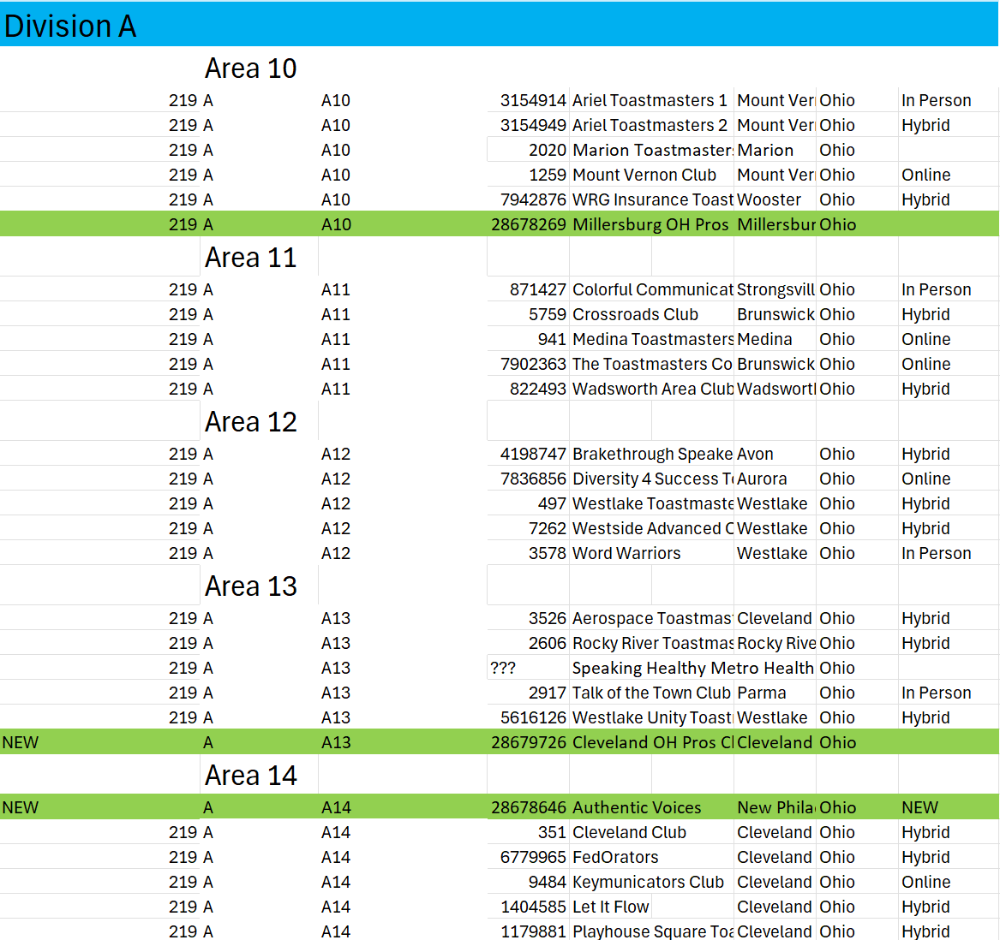 Division A
Area 10
219 A A10 3154914 Ariel Toastmasters 1 Mount Ver Ohio In Person
219 A A10 3154949 Ariel Toastmasters 2 Mount Ver Ohio Hybrid
219 A A10 2020 Marion Toastmasters Marion Ohio
219 A A10 1259 Mount Vernon Club Mount Ver Ohio Online
219 A A10 7942876 WRG Insurance Toast Wooster Ohio Hybrid
219 A A10 28678269 Millersburg OH Pros Millersbur Ohio
Area 11
219 A A11 871427 Colorful Communicat Strongsvill Ohio In Person
219 A A11 5759 Crossroads Club Brunswick Ohio Hybrid
219 A A11 941 Medina Toastmasters Medina Ohio Online
219 A A11 7902363 The Toastmasters Co Brunswick Ohio Online
219 A A11 822493 Wadsworth Area Club Wadsworth Ohio Hybrid
Area 12
219 A A12 4198747 Brakethrough Speake Avon Ohio Hybrid
219 A A12 7836856 Diversity 4 Success To Aurora Ohio Online
219 A A12 497 Westlake Toastmaste Westlake Ohio Hybrid
219 A A12 7262 Westside Advanced C Westlake Ohio Hybrid
219 A A12 3578 Word Warriors Westlake Ohio In Person
Area 13
219 A A13 3526 Aerospace Toastmas Cleveland Ohio Hybrid
219 A A13 2606 Rocky River Toastmas Rocky Rive Ohio Hybrid
219 A A13 ??? Speaking Healthy Metro Health Ohio
219 A A13 2917 Talk of the Town Club Parma Ohio In Person
219 A A13 5616126 Westlake Unity Toast Westlake Ohio Hybrid
NEW A A13 28679726 Cleveland OH Pros Cl Cleveland Ohio
Area 14
NEW A A14 28678646 Authentic Voices New Phila Ohio NEW
219 A A14 351 Cleveland Club Cleveland Ohio Hybrid
219 A A14 6779965 FedOrators Cleveland Ohio Hybrid
219 A A14 9484 Keymunicators Club Cleveland Ohio Online
219 A A14 1404585 Let It Flow Cleveland Ohio Hybrid
219 A A14 1179881 Playhouse Square Toa Cleveland Ohio Hybrid